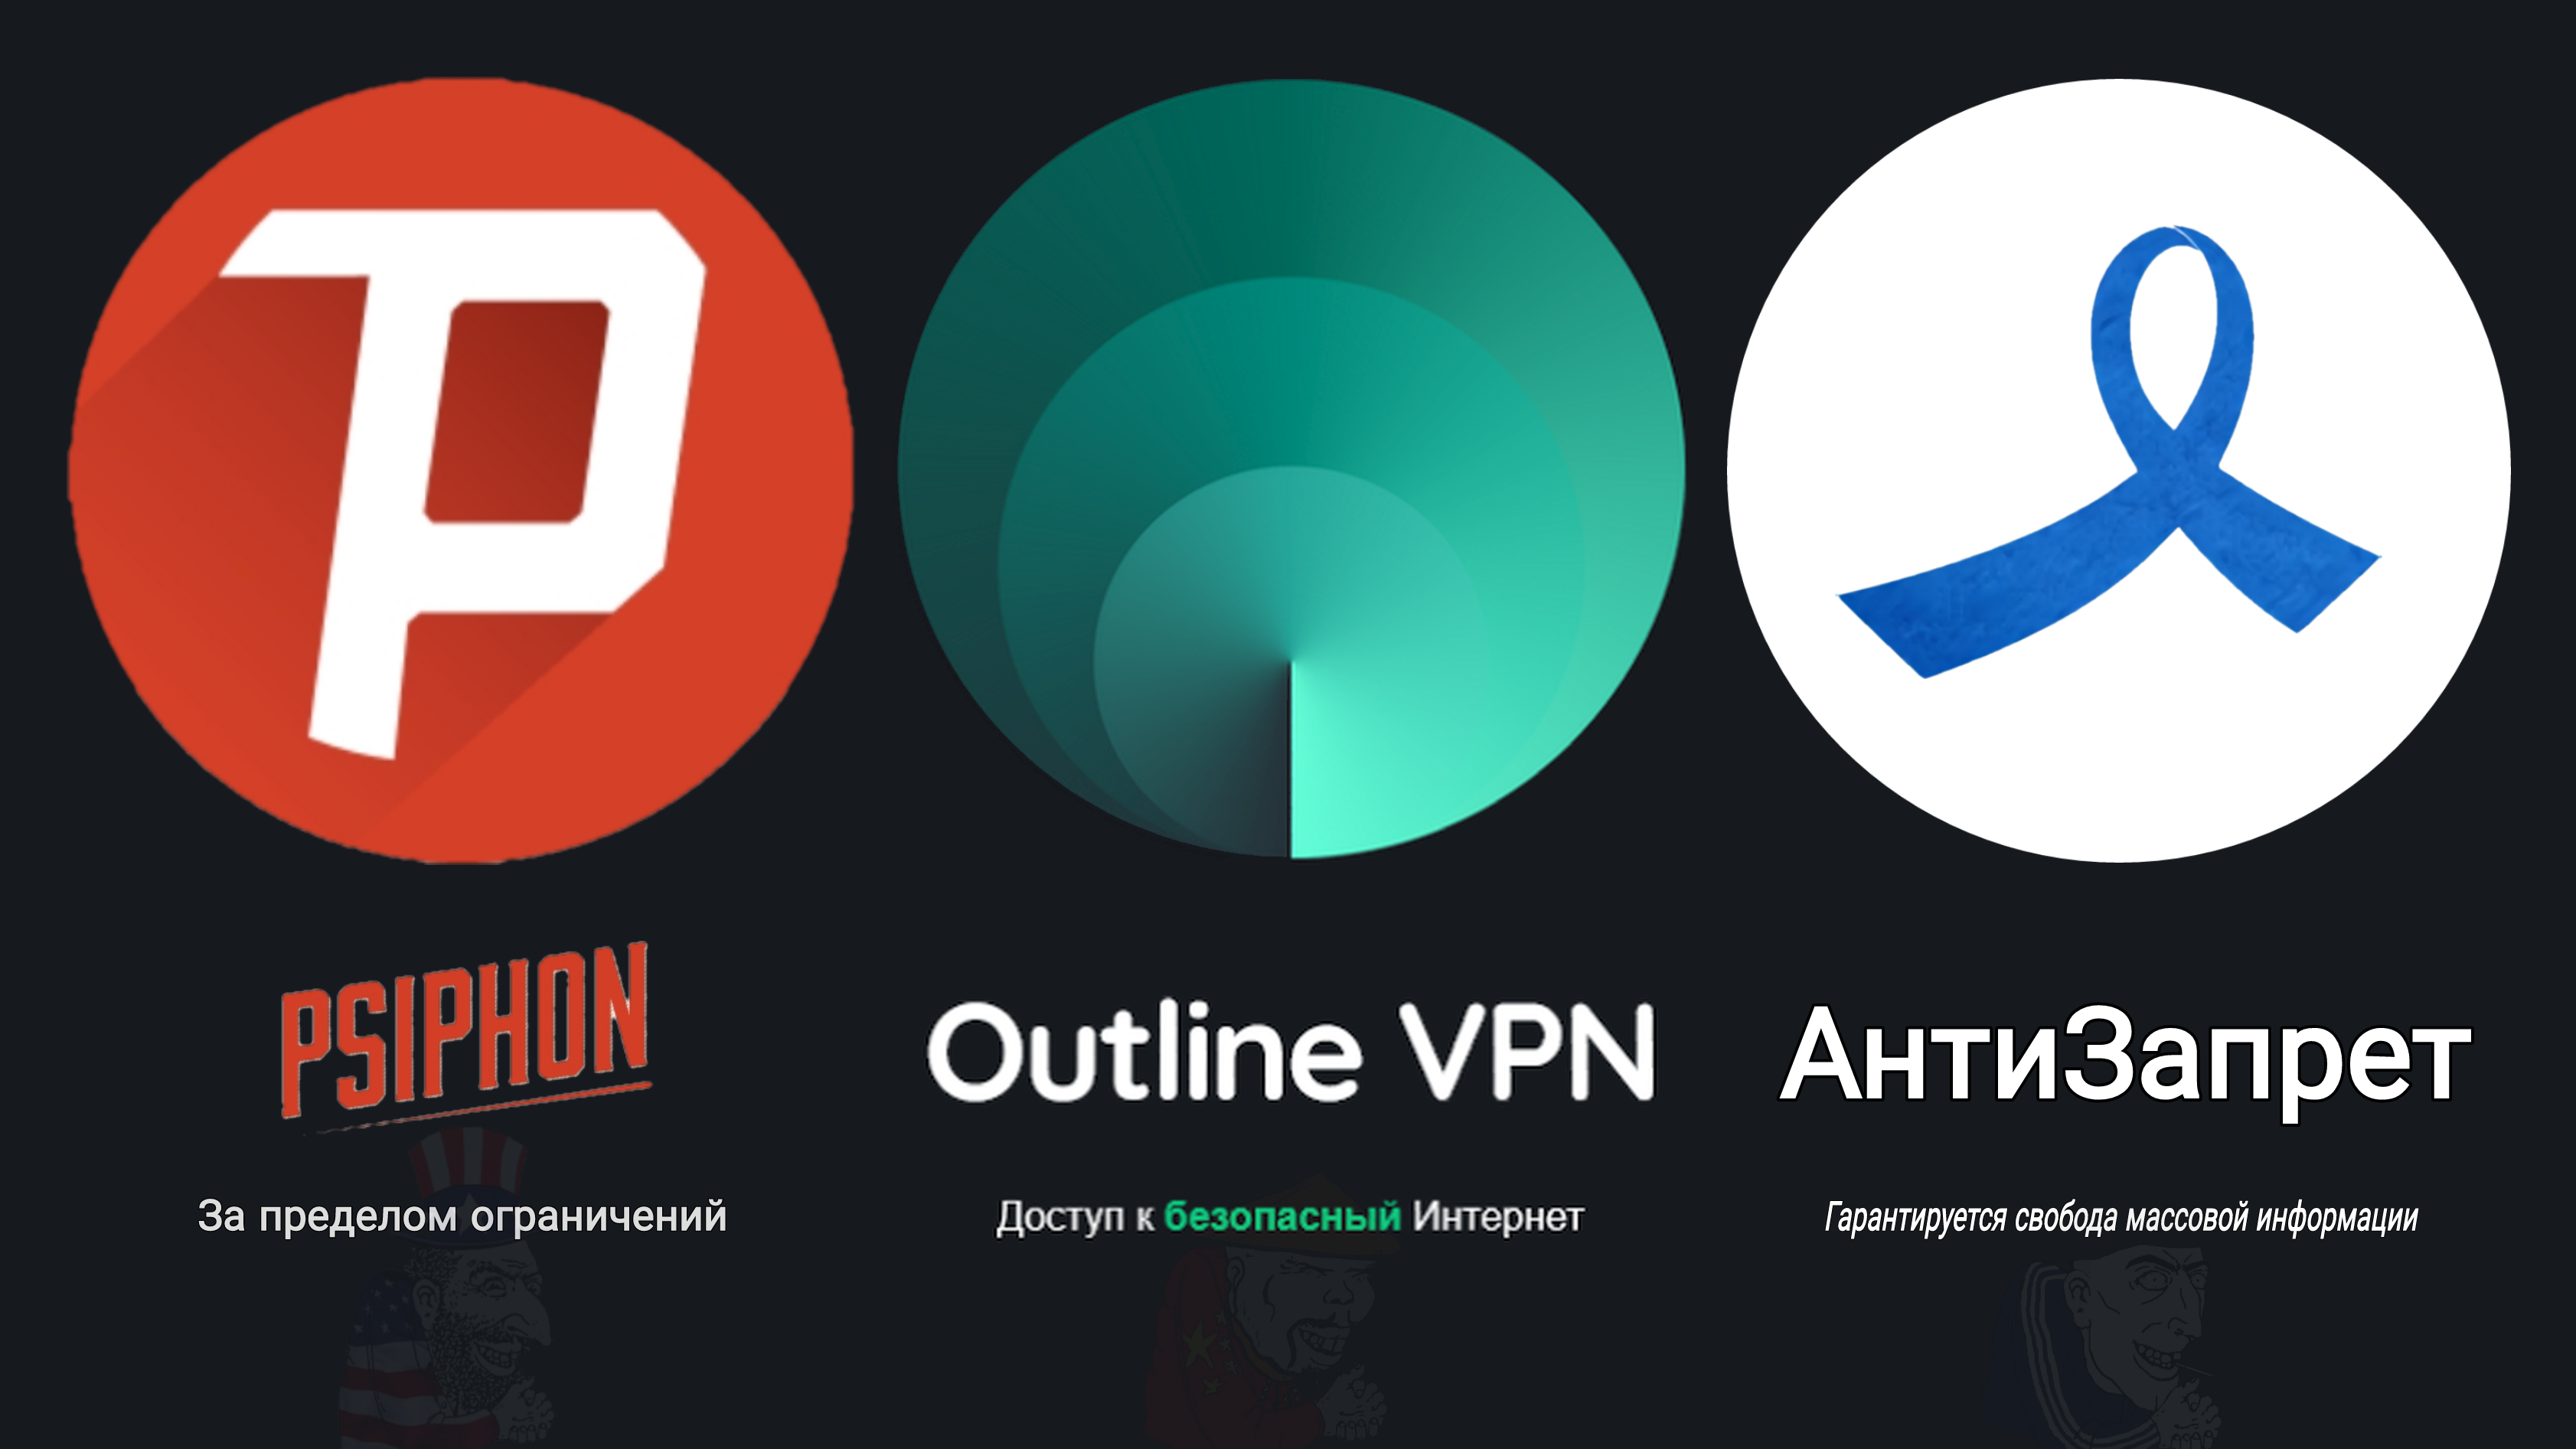 PSIPHON
Outline VPN
АнтиЗапрет
За пределом ограничений
Доступ к безопасный Интернет
Гарантируется свобода массовой информации